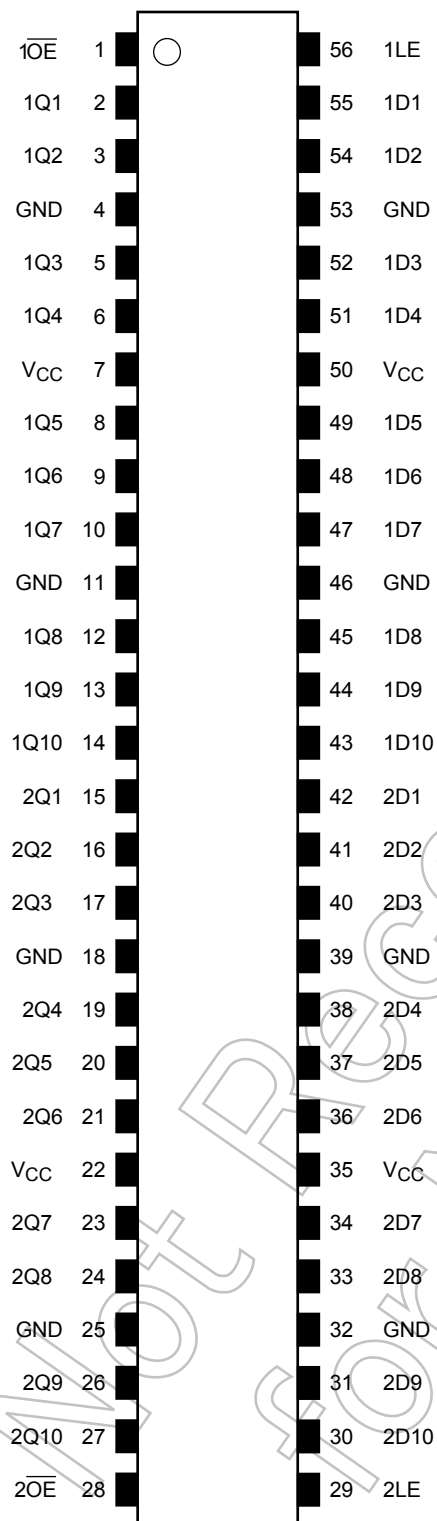 1O̅E̅ 1 56 1LE
1Q1 2 55 1D1
1Q2 3 54 1D2
GND 4 53 GND
1Q3 5 52 1D3
1Q4 6 51 1D4
VCC 7 50 VCC
1Q5 8 49 1D5
1Q6 9 48 1D6
1Q7 10 47 1D7
GND 11 46 GND
1Q8 12 45 1D8
1Q9 13 44 1D9
1Q10 14 43 1D10
2Q1 15 42 2D1
2Q2 16 41 2D2
2Q3 17 40 2D3
GND 18 39 GND
2Q4 19 38 2D4
2Q5 20 37 2D5
2Q6 21 36 2D6
VCC 22 35 VCC
2Q7 23 34 2D7
2Q8 24 33 2D8
GND 25 32 GND
2Q9 26 31 2D9
2Q10 27 30 2D10
2O̅E̅ 28 29 2LE
Not
for